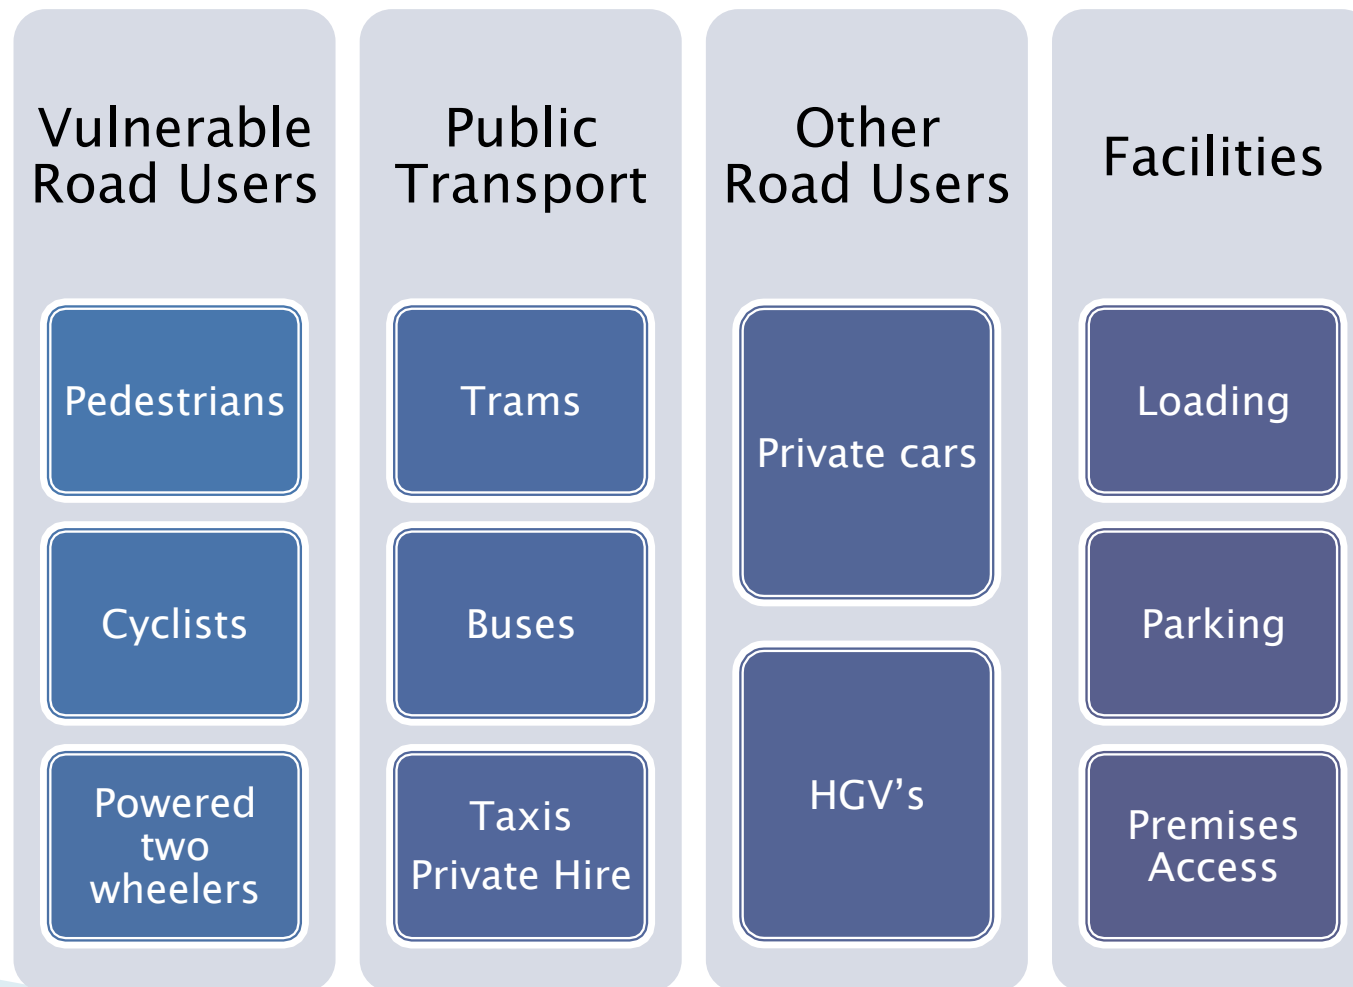 Vulnerable
Road Users
Pedestrians
Cyclists
Powered
two
wheelers
Public
Transport
Trams
Buses
Taxis
Private Hire
Other
Road Users
Private cars
HGV’s
Facilities
Loading
Parking
Premises
Access